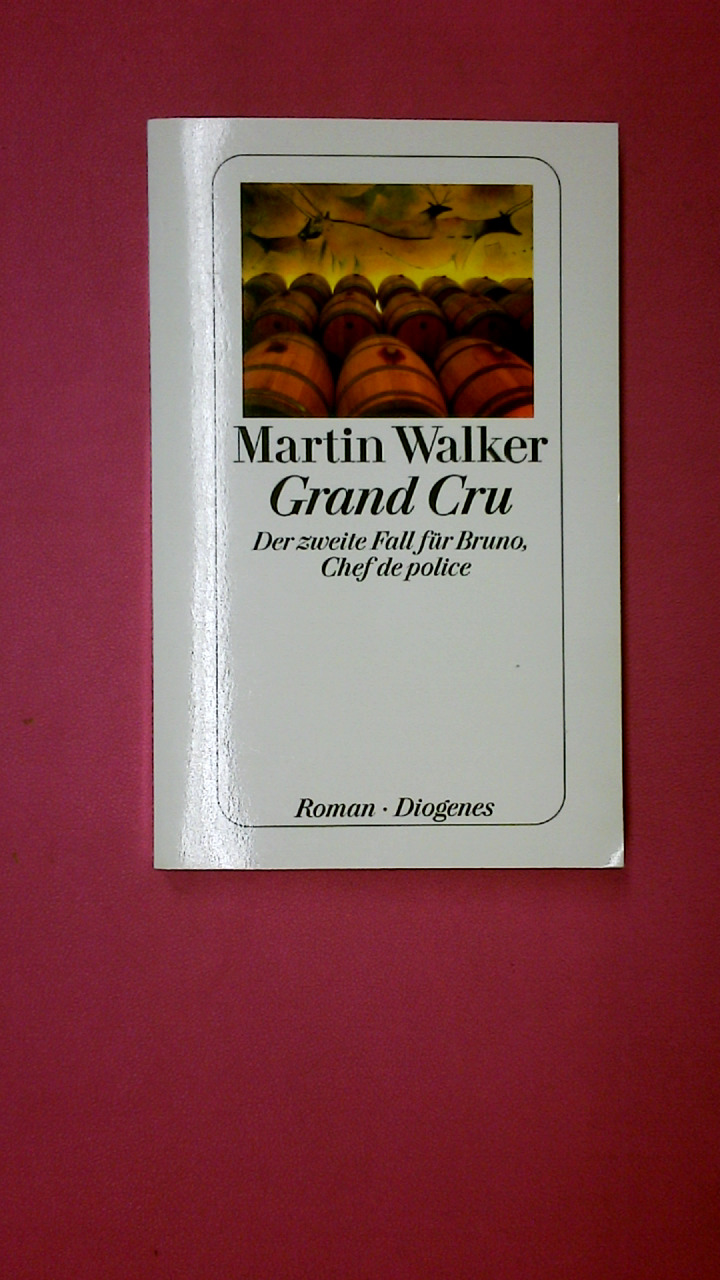 Martin Walker
Grand Cru
Der zweite Fall für Bruno,
Chef de police
Roman · Diogenes